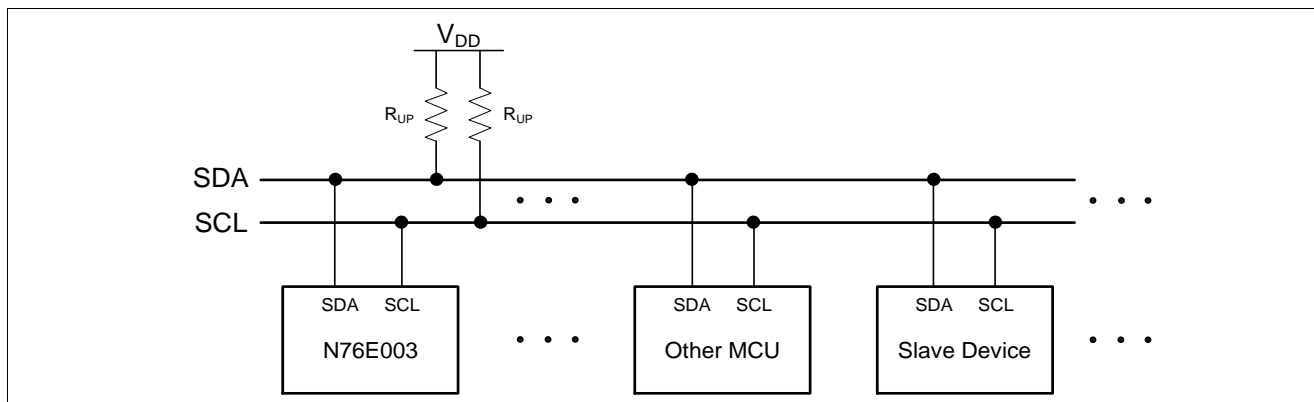 VDD
RUP RUP
SDA
SCL
SDA SCL SDA SCL SDA SCL
N76E003 Other MCU Slave Device